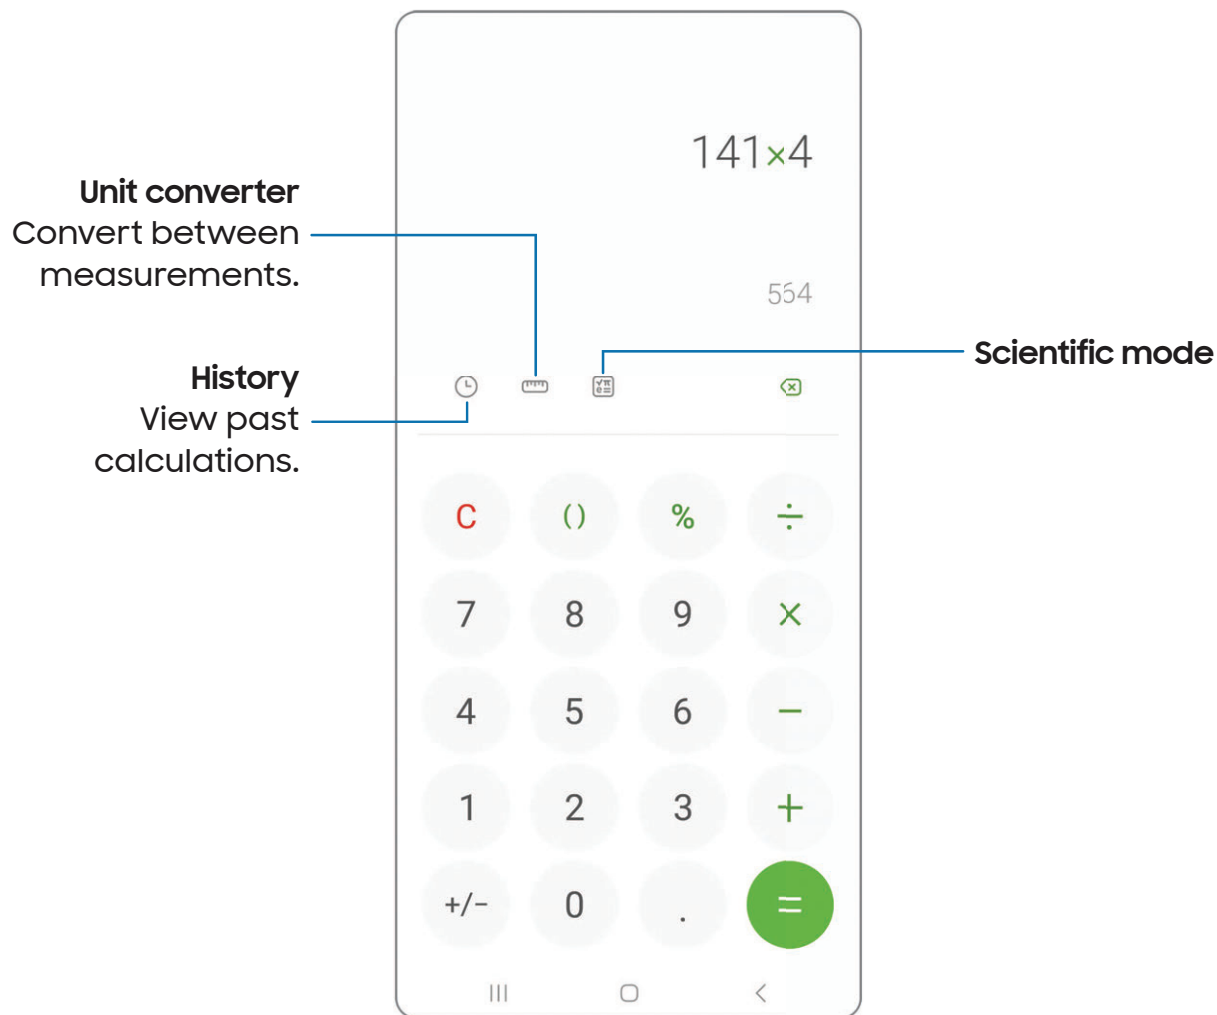 141×4
Unit converter
Convert between
measurements.
564
Scientific mode
History
View past
calculations.
C () % ÷
7 8 9 ×
4 5 6 −
1 2 3 +
+/− 0 . =